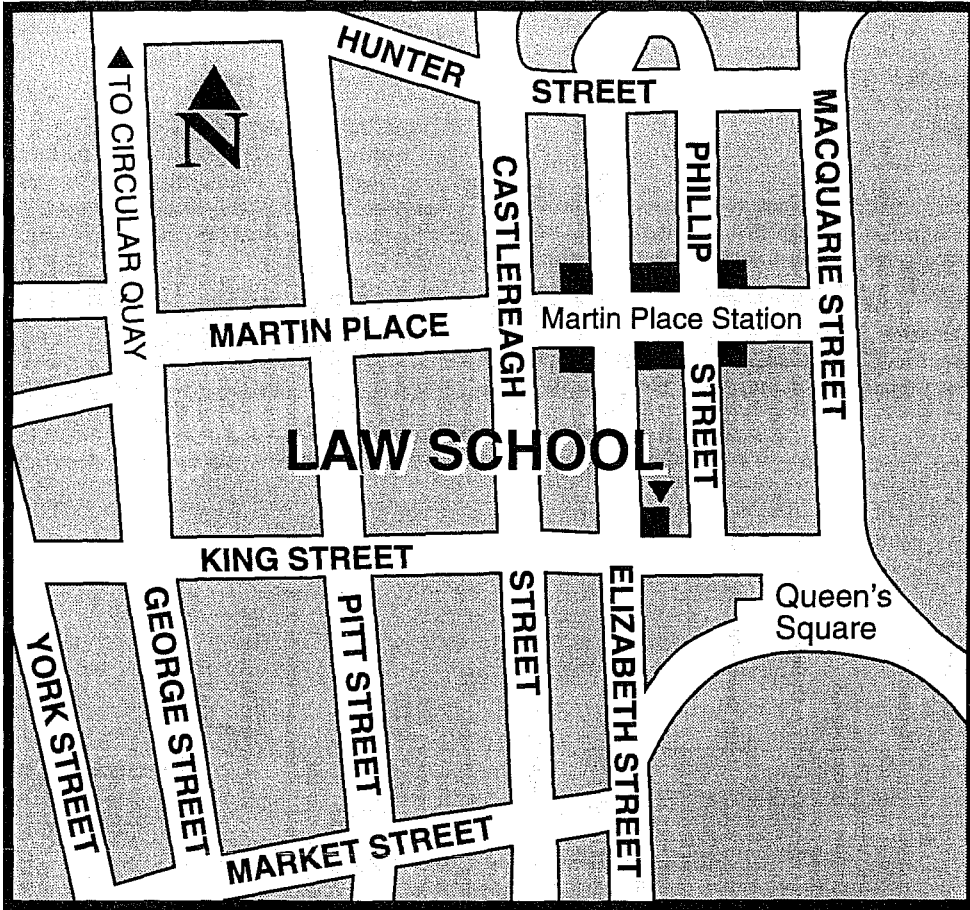 HUNTER
STREET
▲TO CIRCULAR QUAY
N
CASTLEREAGH
PHILLIP
MACQUARIE STREET
MARTIN PLACE
Martin Place Station
STREET
LAW SCHOOL
KING STREET
YORK STREET
GEORGE STREET
PITT STREET
STREET
ELIZABETH STREET
Queen's
Square
MARKET STREET